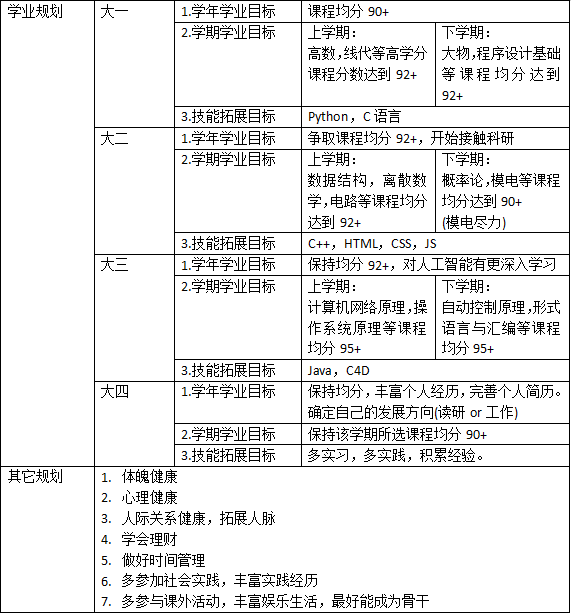 学业规划
大一
1.学年学业目标
课程均分 90+
2.学期学业目标
上学期：
高数，线代等高学分
课程分数达到 92+
下学期：
大物，程序设计基础
等课程均分达到
92+
3.技能拓展目标
Python，C 语言
大二
1.学年学业目标
争取课程均分 92+，开始接触科研
2.学期学业目标
上学期：
数据结构，离散数
学，电路等课程均分
达到 92+
下学期：
概率论，模电等课程
均分达到 90+
(模电尽力)
3.技能拓展目标
C++，HTML，CSS，JS
大三
1.学年学业目标
保持均分 92+，对人工智能有更深入学习
2.学期学业目标
上学期：
计算机网络原理，操
作系统原理等课程
均分 95+
下学期：
自动控制原理，形式
语言与汇编等课程
均分 95+
3.技能拓展目标
Java，C4D
大四
1.学年学业目标
保持均分，丰富个人经历，完善个人简历。
确定自己的发展方向(读研 or 工作)
2.学期学业目标
保持该学期所选课程均分 90+
3.技能拓展目标
多实习，多实践，积累经验。
其它规划
1. 体魄健康
2. 心理健康
3. 人际关系健康，拓展人脉
4. 学会理财
5. 做好时间管理
6. 多参加社会实践，丰富实践经历
7. 多参与课外活动，丰富娱乐生活，最好能成为骨干